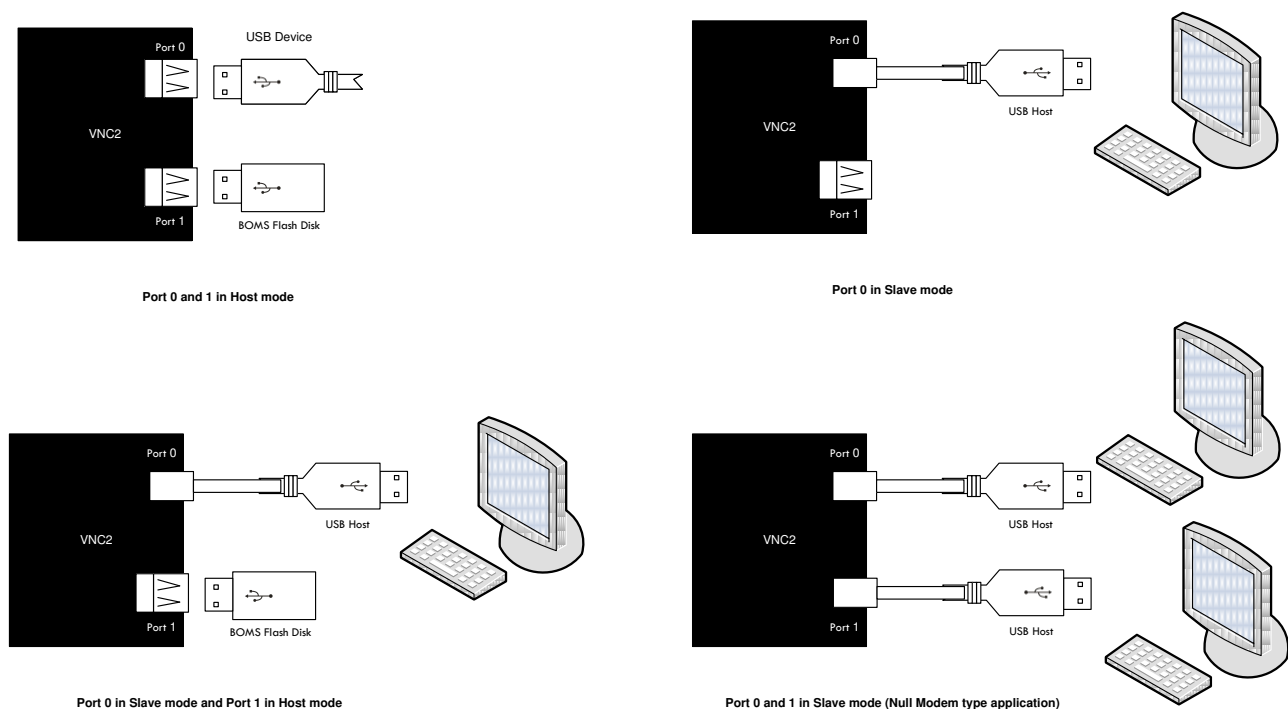 Port 0
USB Device
VNC2
Port 1
BOMS Flash Disk
Port 0 and 1 in Host mode
Port 0
USB Host
VNC2
Port 1
Port 0 in Slave mode
Port 0
USB Host
VNC2
Port 1
BOMS Flash Disk
Port 0 in Slave mode and Port 1 in Host mode
Port 0
USB Host
VNC2
Port 1
USB Host
Port 0 and 1 in Slave mode (Null Modem type application)